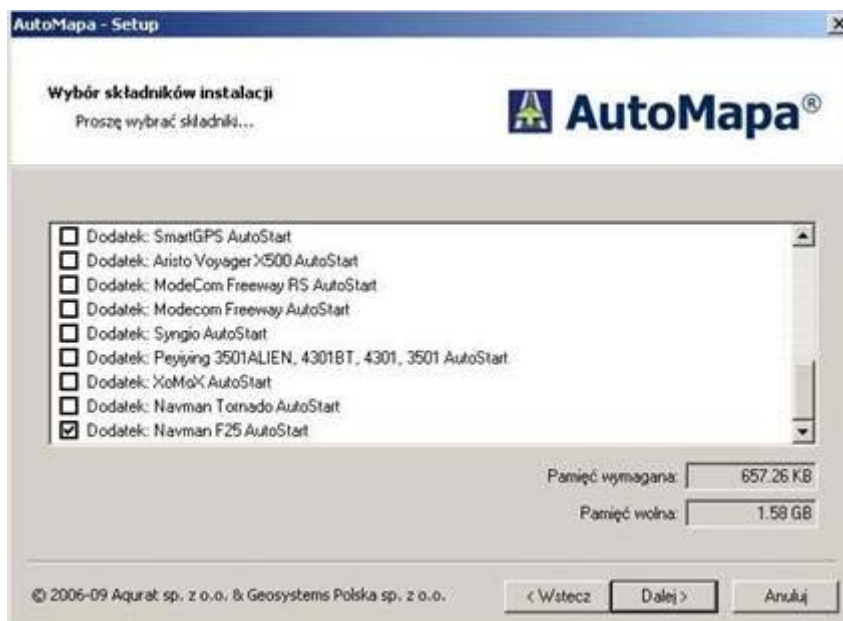 AutoMapa - Setup
Wybór składników instalacji
Proszę wybrać składniki...
AutoMapa®
Dodatek: SmartGPS AutoStart
Dodatek: Aristo Voyager X500 AutoStart
Dodatek: ModeCom Freeway RS AutoStart
Dodatek: Modecom Freeway AutoStart
Dodatek: Syngio AutoStart
Dodatek: Peyiying 3501ALIEN, 4301BT, 4301, 3501 AutoStart
Dodatek: XoMoX AutoStart
Dodatek: Navman Tornado AutoStart
Dodatek: Navman F25 AutoStart
Pamięć wymagana: 657.26 KB
Pamięć wolna: 1.58 GB
© 2006-09 Aqurat sp. z o.o. & Geosystems Polska sp. z o.o.
< Wstecz
Dalej >
Anuluj